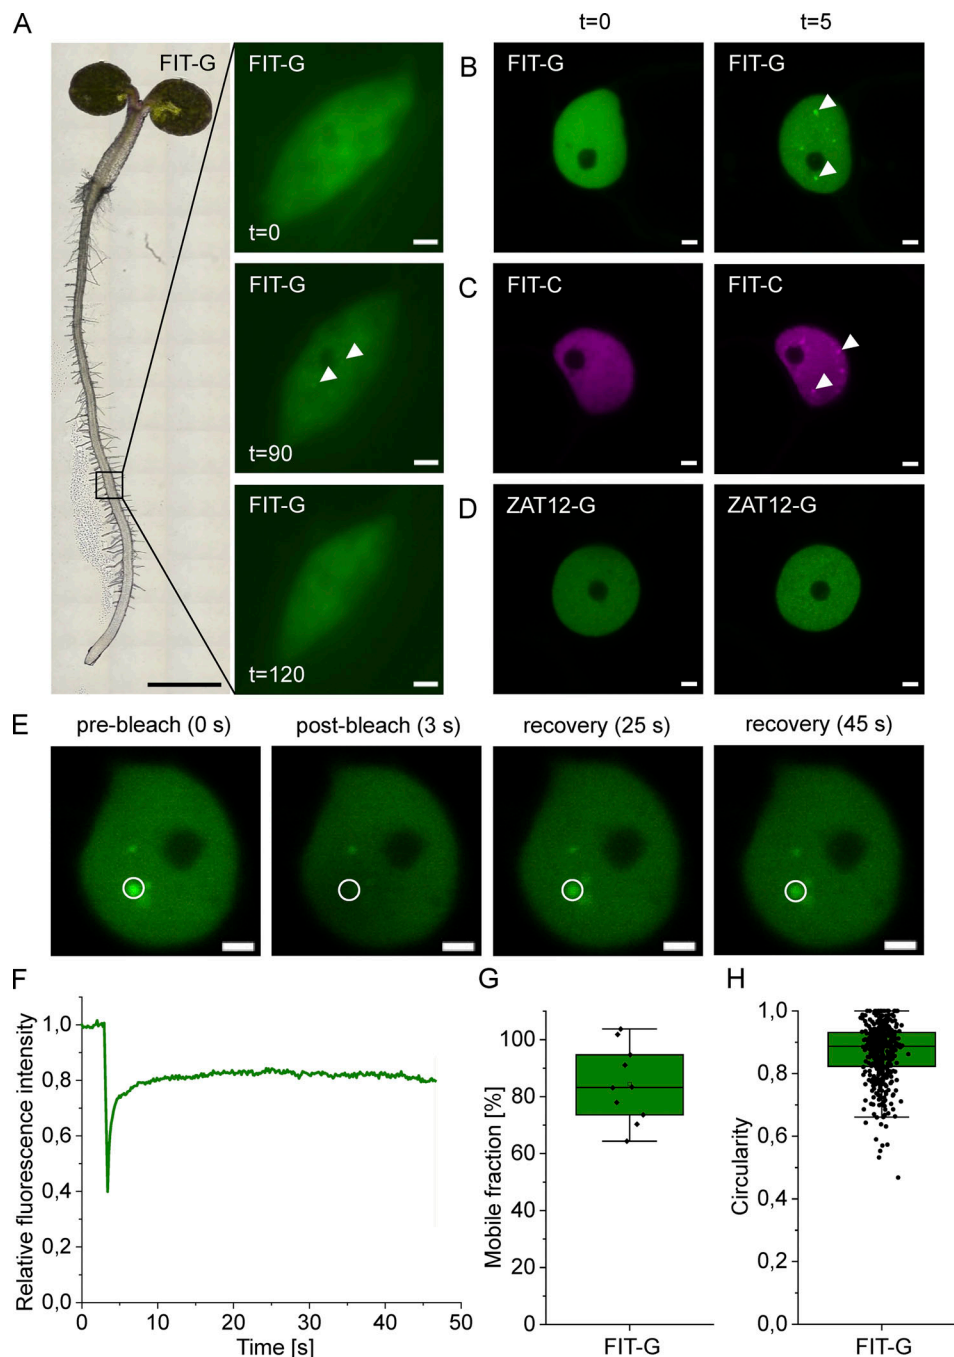 A
FIT-G
FIT-G
t=0
FIT-G
t=90
FIT-G
t=120
t=0
t=5
B
FIT-G
FIT-G
C
FIT-C
FIT-C
D
ZAT12-G
ZAT12-G
E
pre-bleach (0 s)
post-bleach (3 s)
recovery (25 s)
recovery (45 s)
F
Relative fluorescence intensity
1,0
0,8
0,6
0,4
0,2
0,0
0
10
20
30
40
50
Time [s]
G
Mobile fraction [%]
100
80
60
40
20
0
FIT-G
H
Circularity
1,0
0,8
0,6
0,4
0,2
0,0
FIT-G